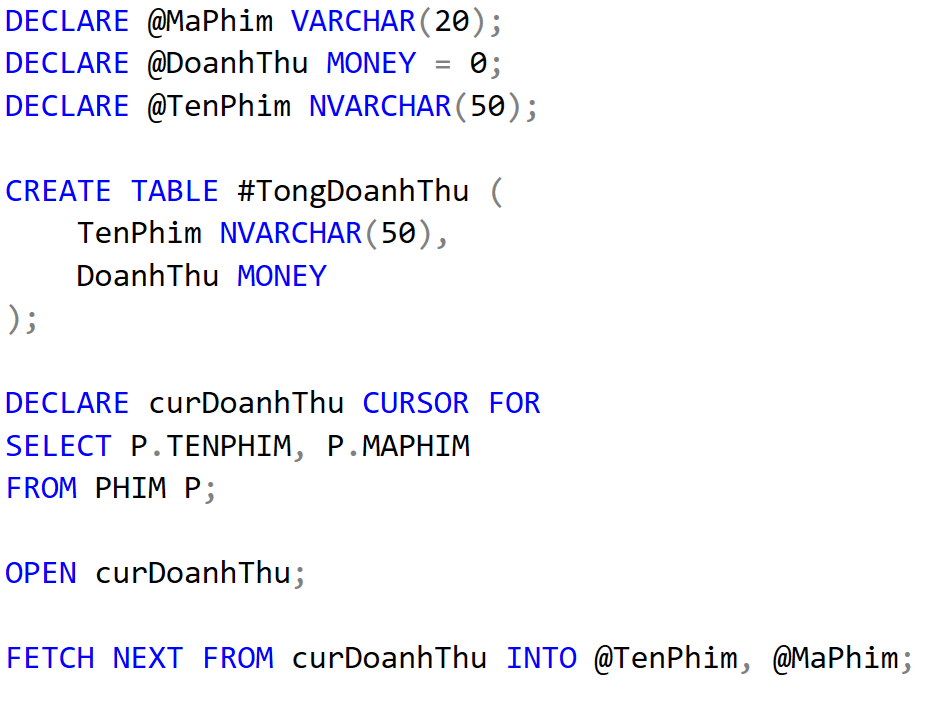 DECLARE @MaPhim VARCHAR(20);
DECLARE @DoanhThu MONEY = 0;
DECLARE @TenPhim NVARCHAR(50);
CREATE TABLE #TongDoanhThu (
TenPhim NVARCHAR(50),
DoanhThu MONEY
);
DECLARE curDoanhThu CURSOR FOR
SELECT P.TENPHIM, P.MAPHIM
FROM PHIM P;
OPEN curDoanhThu;
FETCH NEXT FROM curDoanhThu INTO @TenPhim, @MaPhim;